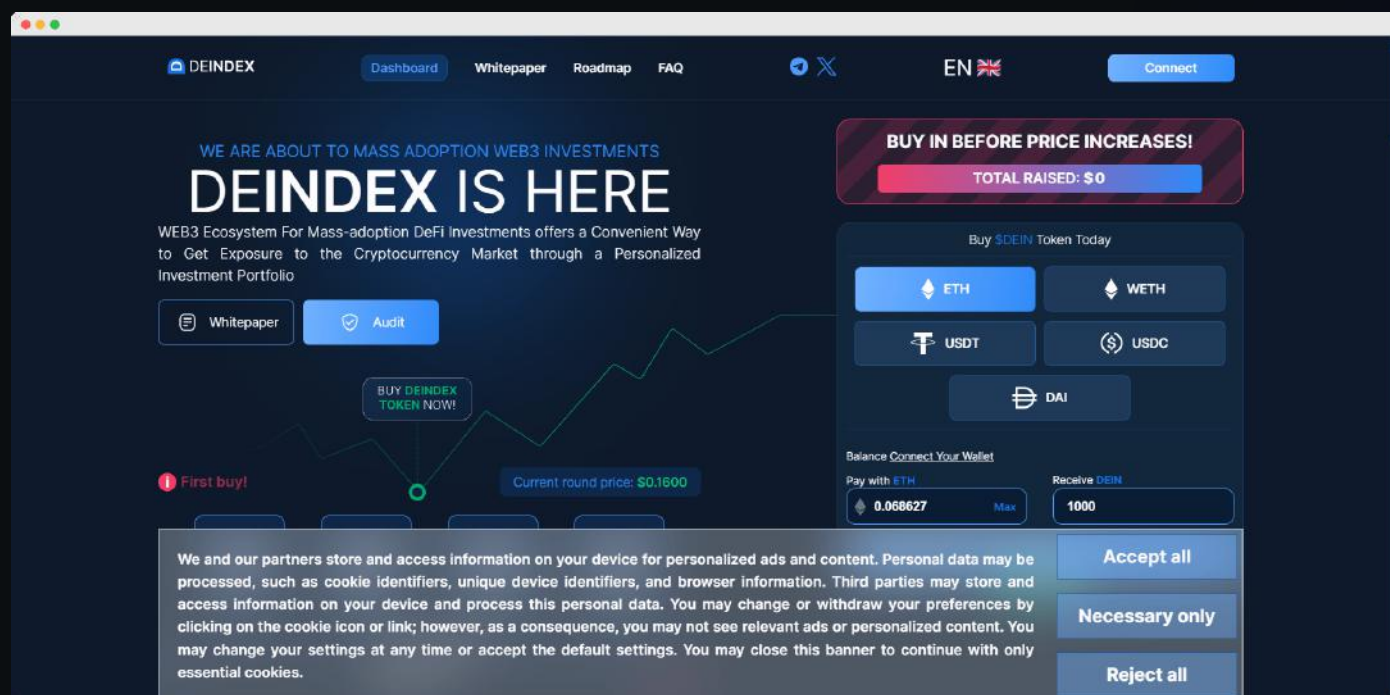 DEINDEX
Dashboard
Whitepaper
Roadmap
FAQ
EN
Connect
WE ARE ABOUT TO MASS ADOPTION WEB3 INVESTMENTS
DEINDEX IS HERE
WEB3 Ecosystem For Mass-adoption DeFi Investments offers a Convenient Way
to Get Exposure to the Cryptocurrency Market through a Personalized
Investment Portfolio
Whitepaper
Audit
BUY DEINDEX
TOKEN NOW!
First buy!
Current round price: $0.1600
BUY IN BEFORE PRICE INCREASES!
TOTAL RAISED: $0
Buy $DEIN Token Today
ETH
WETH
USDT
USDC
DAI
Balance Connect Your Wallet
Pay with ETH
Receive DEIN
0.068627
Max
1000
We and our partners store and access information on your device for personalized ads and content. Personal data may be
processed, such as cookie identifiers, unique device identifiers, and browser information. Third parties may store and
access information on your device and process this personal data. You may change or withdraw your preferences by
clicking on the cookie icon or link; however, as a consequence, you may not see relevant ads or personalized content. You
may change your settings at any time or accept the default settings. You may close this banner to continue with only
essential cookies.
Accept all
Necessary only
Reject all